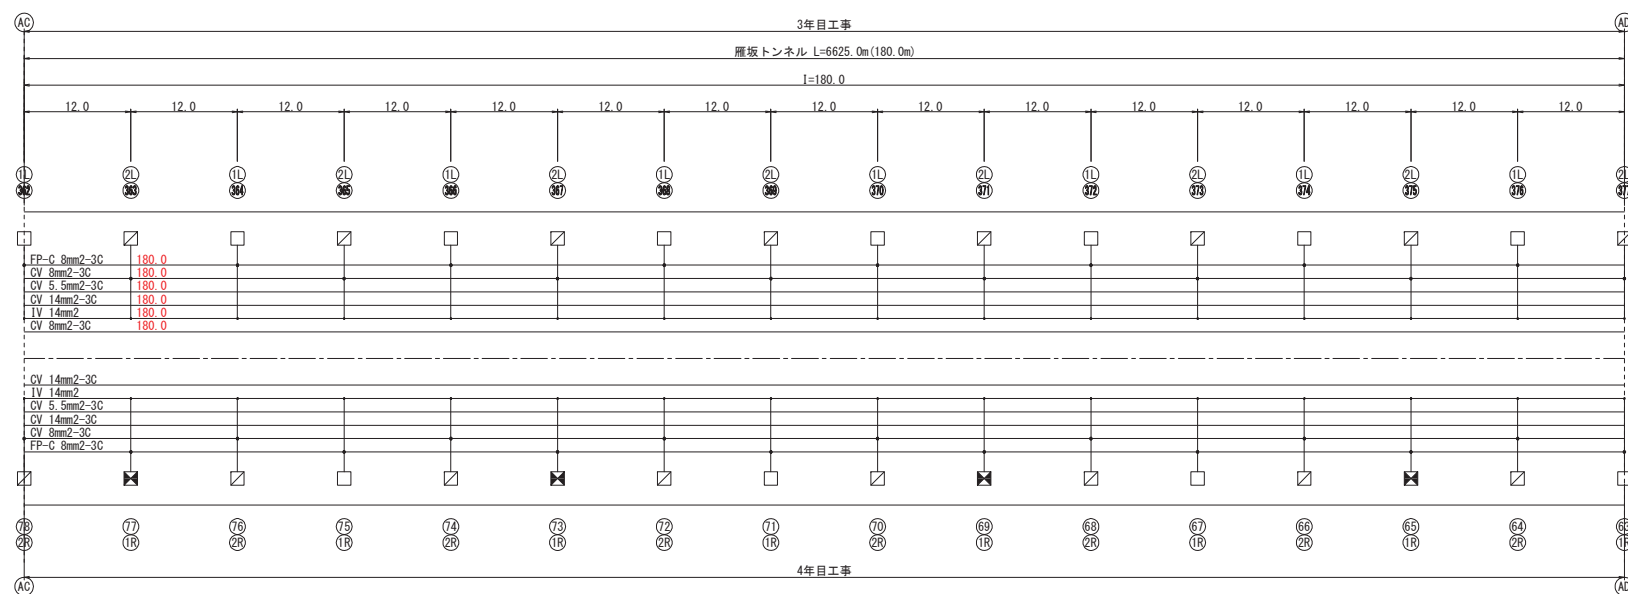 AC 3年目工事 AD
雁坂トンネル L=6625.0m(180.0m)
I=180.0
12.0 12.0 12.0 12.0 12.0 12.0 12.0 12.0 12.0 12.0 12.0 12.0 12.0 12.0 12.0
1L 2L 1L 2L 1L 2L 1L 2L 1L 2L 1L 2L 1L 2L 1L 2L
362 363 364 365 366 367 368 369 370 371 372 373 374 375 376 377
FP-C 8mm2-3C 180.0
CV 8mm2-3C 180.0
CV 5.5mm2-3C 180.0
CV 14mm2-3C 180.0
IV 14mm2 180.0
CV 8mm2-3C 180.0
CV 14mm2-3C
IV 14mm2
CV 5.5mm2-3C
CV 14mm2-3C
CV 8mm2-3C
FP-C 8mm2-3C
78 77 76 75 74 73 72 71 70 69 68 67 66 65 64 63
2R 1R 2R 1R 2R 1R 2R 1R 2R 1R 2R 1R 2R 1R 2R 1R
AC 4年目工事 AD